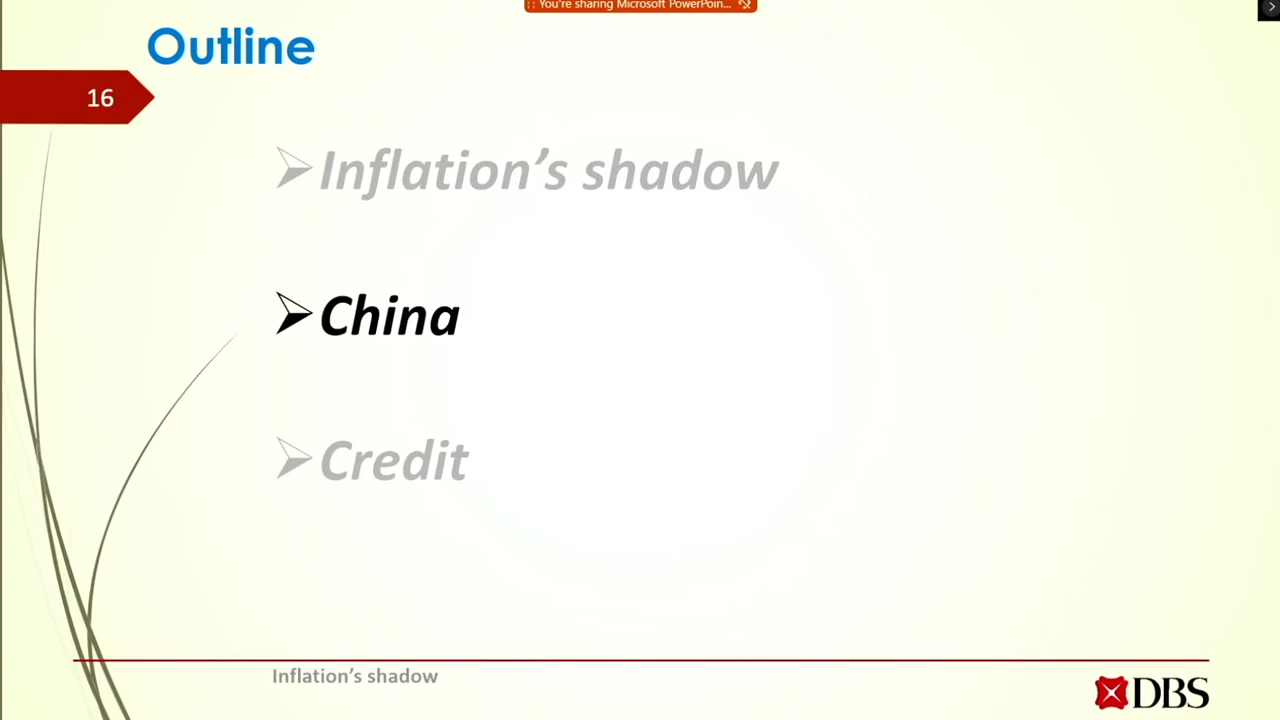 You're sharing Microsoft PowerPoin...
Outline
16
Inflation’s shadow
China
Credit
Inflation’s shadow
DBS